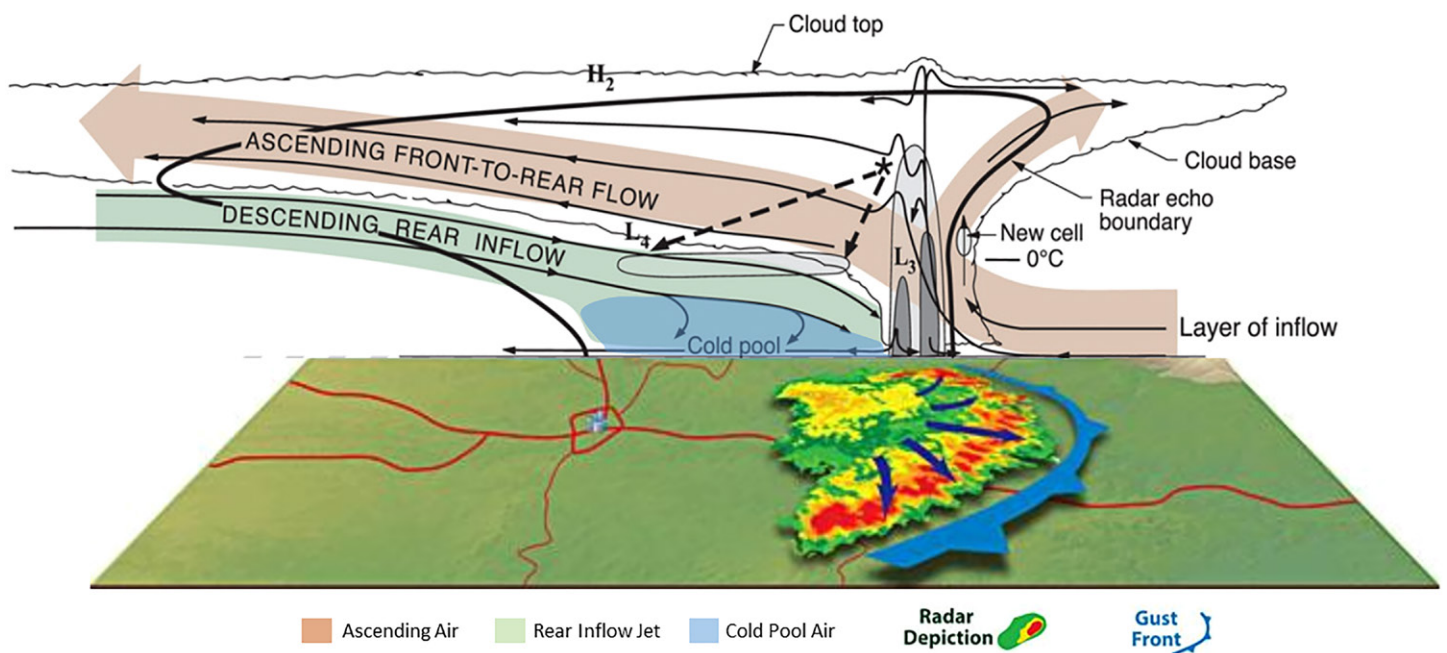 Cloud top
H2
ASCENDING FRONT-TO-REAR FLOW
Cloud base
Radar echo
boundary
DESCENDING REAR INFLOW
L4
New cell
0°C
L3
Layer of inflow
Cold pool
Ascending Air
Rear Inflow Jet
Cold Pool Air
Radar
Depiction
Gust
Front